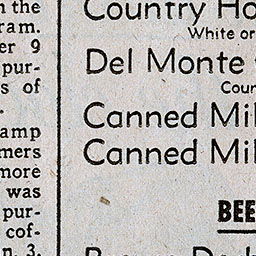 n the
ram.
er 9
pur-
s of
amp
mers
more
was
pur-
cof-
n. 3,
Country Ho
White or
Del Monte
Cour
Canned Mil
Canned Mil
BEE